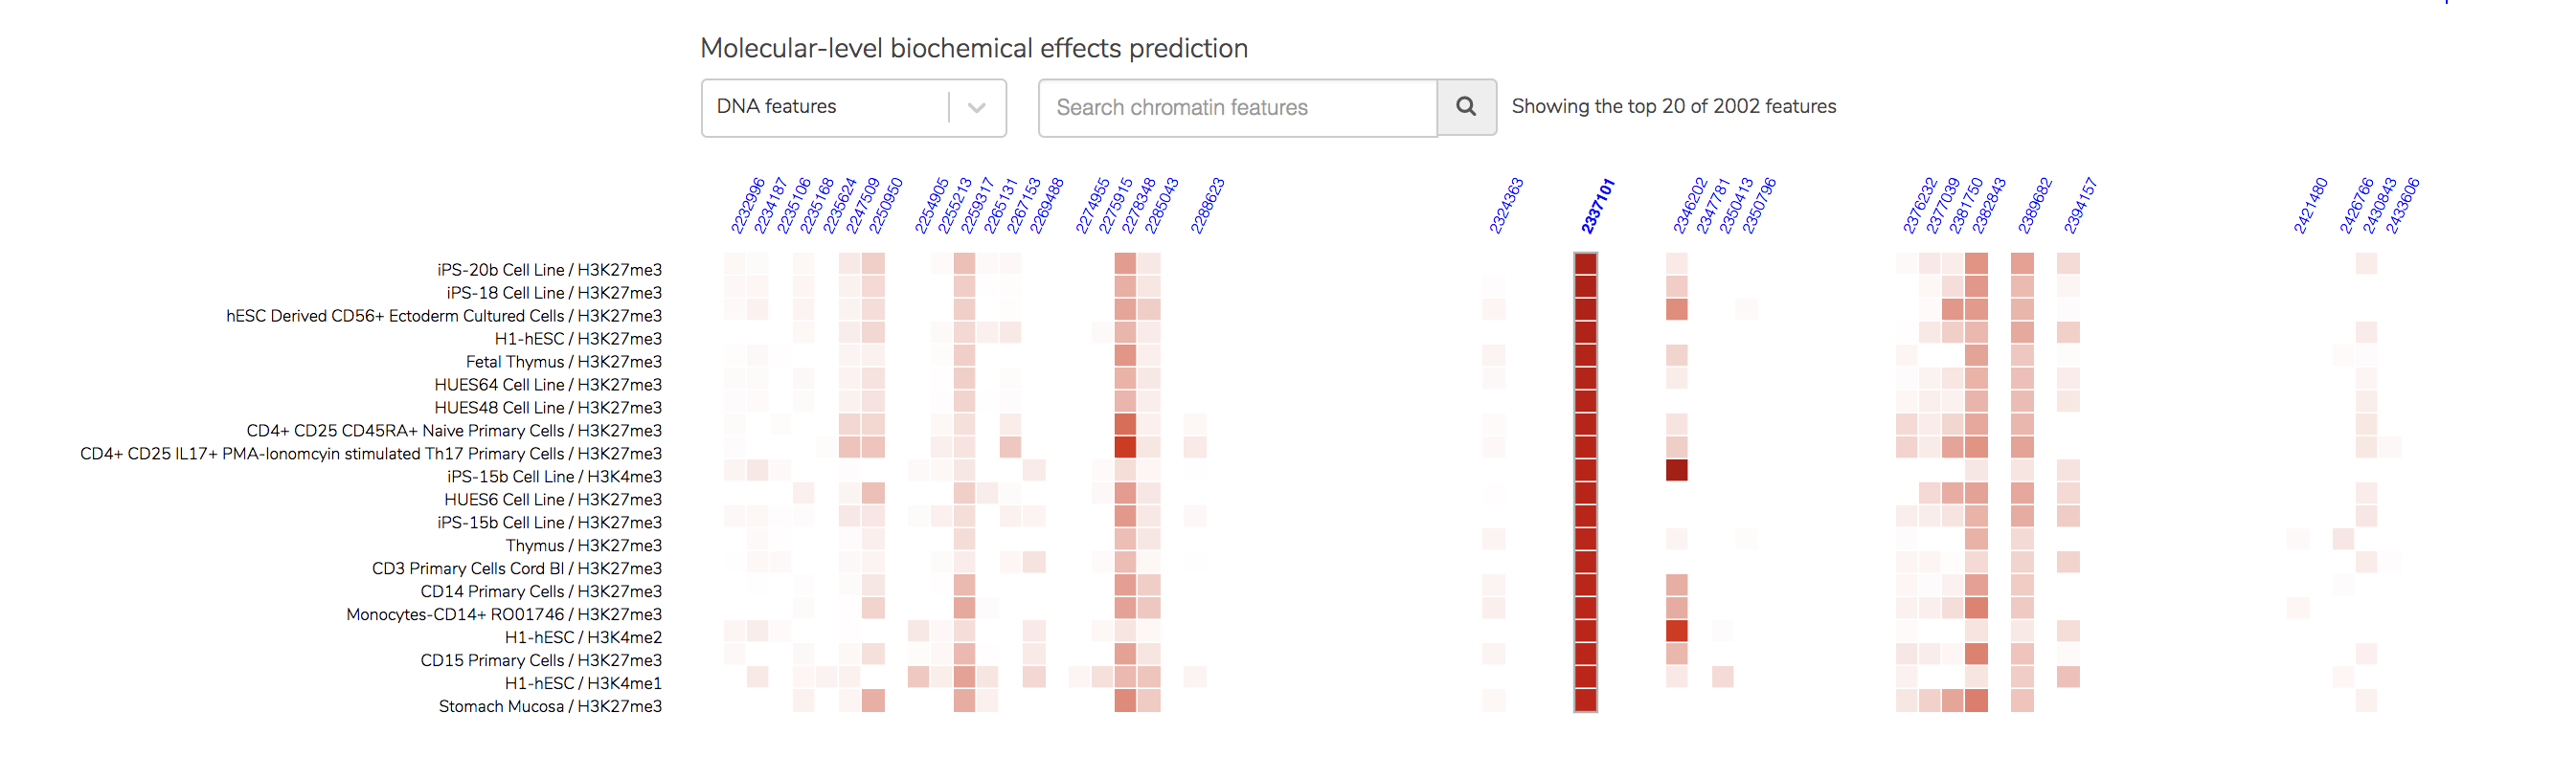 Molecular-level biochemical effects prediction
DNA features
Search chromatin features
Showing the top 20 of 2002 features
2232996 2234187 2235106 2235168 2235624 2247509 2250950 2254905 2255213 2259317 2265131 2267153 2269488 2274955 2275915 2278348 2285043 2288623 2324363 2337101 2346202 2347781 2350413 2350796 2376232 2377039 2381750 2382843 2389682 2394157 2421480 2426766 2430843 2433606
iPS-20b Cell Line / H3K27me3
iPS-18 Cell Line / H3K27me3
hESC Derived CD56+ Ectoderm Cultured Cells / H3K27me3
H1-hESC / H3K27me3
Fetal Thymus / H3K27me3
HUES64 Cell Line / H3K27me3
HUES48 Cell Line / H3K27me3
CD4+ CD25 CD45RA+ Naive Primary Cells / H3K27me3
CD4+ CD25 IL17+ PMA-Ionomcyin stimulated Th17 Primary Cells / H3K27me3
iPS-15b Cell Line / H3K4me3
HUES6 Cell Line / H3K27me3
iPS-15b Cell Line / H3K27me3
Thymus / H3K27me3
CD3 Primary Cells Cord BI / H3K27me3
CD14 Primary Cells / H3K27me3
Monocytes-CD14+ RO01746 / H3K27me3
H1-hESC / H3K4me2
CD15 Primary Cells / H3K27me3
H1-hESC / H3K4me1
Stomach Mucosa / H3K27me3